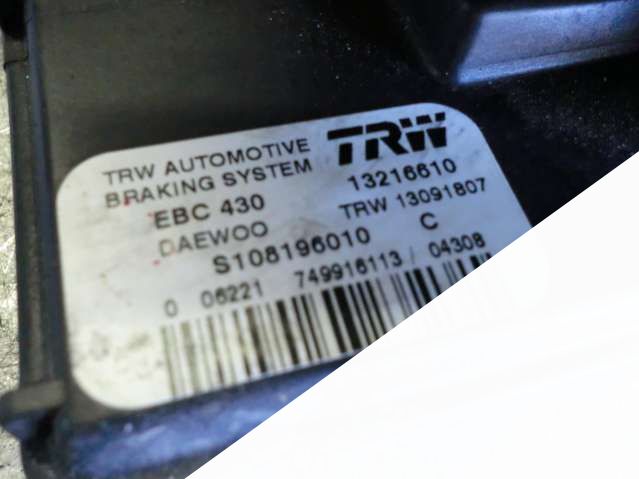 TRW AUTOMOTIVE TRW
BRAKING SYSTEM 13216610
EBC 430 TRW 13091807
DAEWOO C
S108196010
0 06221 749916113 / 04308